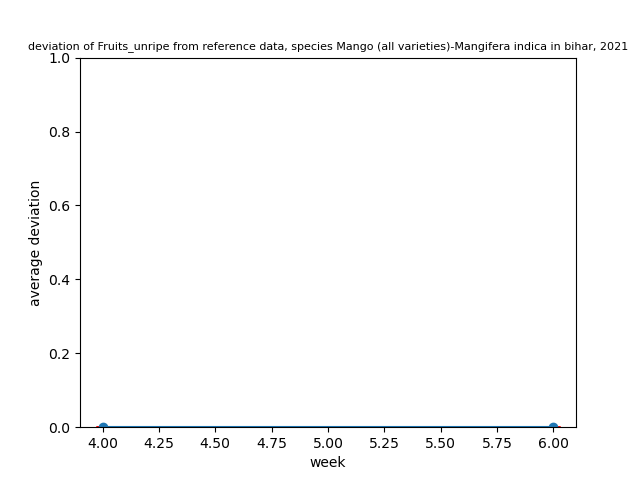 deviation of Fruits_unripe from reference data, species Mango (all varieties)-Mangifera indica in bihar, 2021
1.0
0.8
0.6
0.4
0.2
0.0
average deviation
4.00 4.25 4.50 4.75 5.00 5.25 5.50 5.75 6.00
week